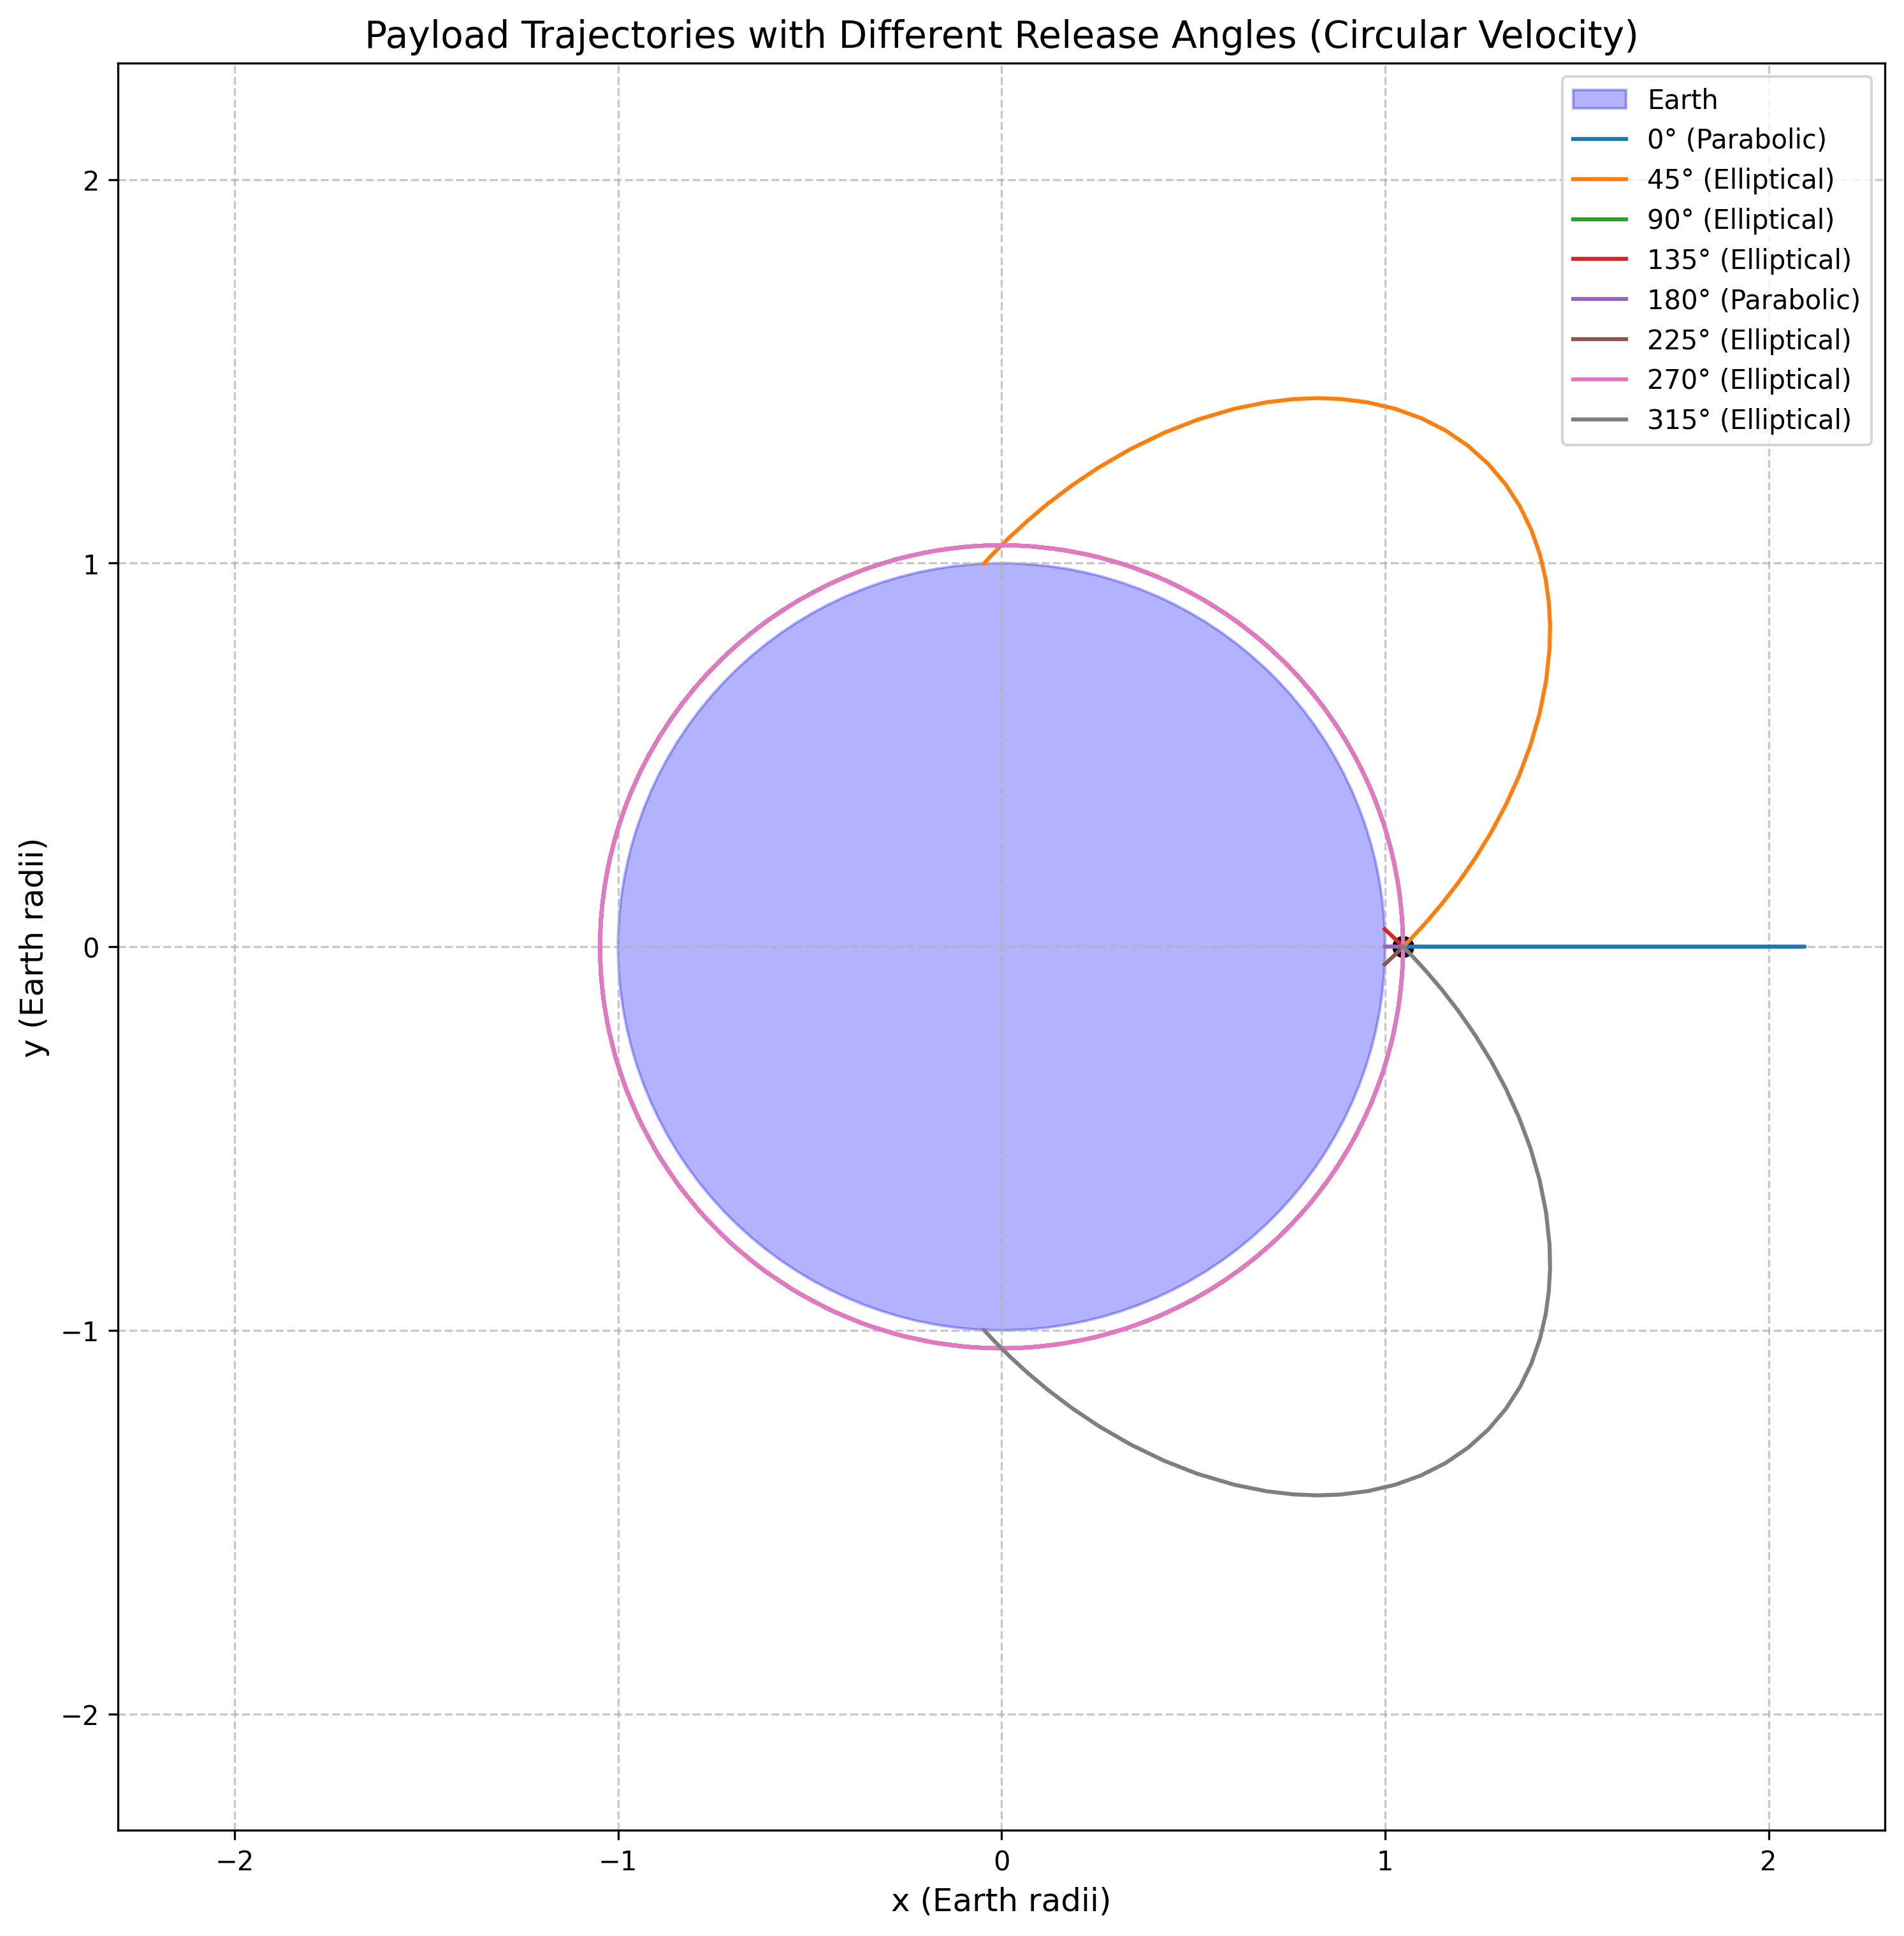 Payload Trajectories with Different Release Angles (Circular Velocity)
Earth
0° (Parabolic)
45° (Elliptical)
90° (Elliptical)
135° (Elliptical)
180° (Parabolic)
225° (Elliptical)
270° (Elliptical)
315° (Elliptical)
2
1
0
−1
−2
y (Earth radii)
−2 −1 0 1 2
x (Earth radii)